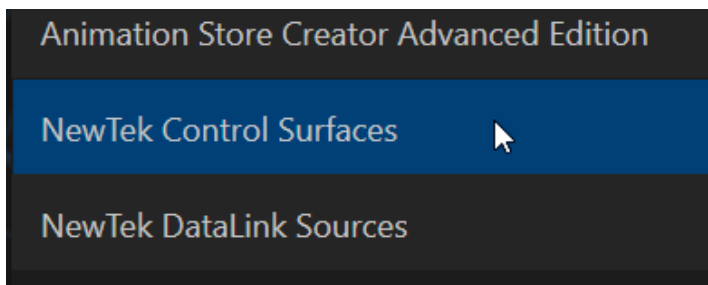 Animation Store Creator Advanced Edition
NewTek Control Surfaces
NewTek DataLink Sources